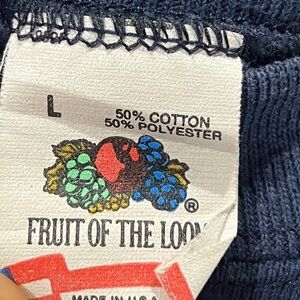 L
50% COTTON
50% POLYESTER
®
FRUIT OF THE LOOM
MADE IN U.S.A.